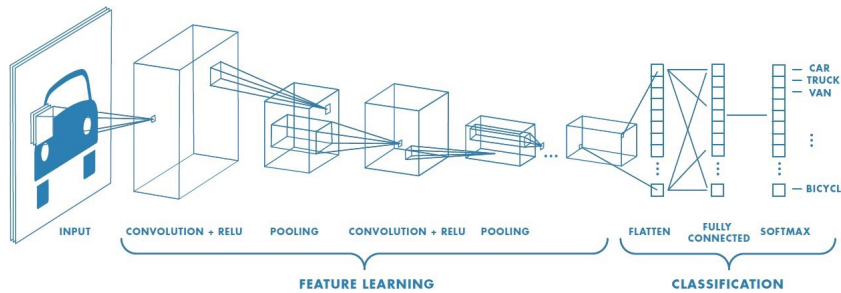 CAR
TRUCK
VAN
BICYCL
INPUT
CONVOLUTION + RELU
POOLING
CONVOLUTION + RELU
POOLING
FLATTEN
FULLY
CONNECTED
SOFTMAX
FEATURE LEARNING
CLASSIFICATION